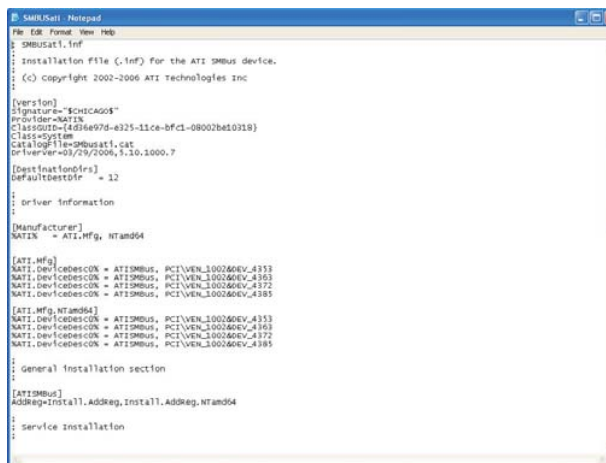 SMBUSati - Notepad
File Edit Format View Help
; SMBUSati.inf
;
; Installation file (.inf) for the ATI SMBus device.
;
; (c) Copyright 2002-2006 ATI Technologies Inc
;
[Version]
Signature="$CHICAGO$"
Provider=%ATI%
ClassGUID={4d36e97d-e325-11ce-bfc1-08002be10318}
Class=System
CatalogFile=SMbusati.cat
DriverVer=03/29/2006,5.10.1000.7
[DestinationDirs]
DefaultDestDir = 12
;
; Driver information
;
[Manufacturer]
%ATI% = ATI.Mfg, NTamd64
[ATI.Mfg]
%ATI.DeviceDesc0% = ATISMBus, PCI\VEN_1002&DEV_4353
%ATI.DeviceDesc0% = ATISMBus, PCI\VEN_1002&DEV_4363
%ATI.DeviceDesc0% = ATISMBus, PCI\VEN_1002&DEV_4372
%ATI.DeviceDesc0% = ATISMBus, PCI\VEN_1002&DEV_4385
[ATI.Mfg.NTamd64]
%ATI.DeviceDesc0% = ATISMBus, PCI\VEN_1002&DEV_4353
%ATI.DeviceDesc0% = ATISMBus, PCI\VEN_1002&DEV_4363
%ATI.DeviceDesc0% = ATISMBus, PCI\VEN_1002&DEV_4372
%ATI.DeviceDesc0% = ATISMBus, PCI\VEN_1002&DEV_4385
;
; General installation section
;
[ATISMBus]
AddReg=Install.AddReg,Install.AddReg.NTamd64
;
; Service Installation
;